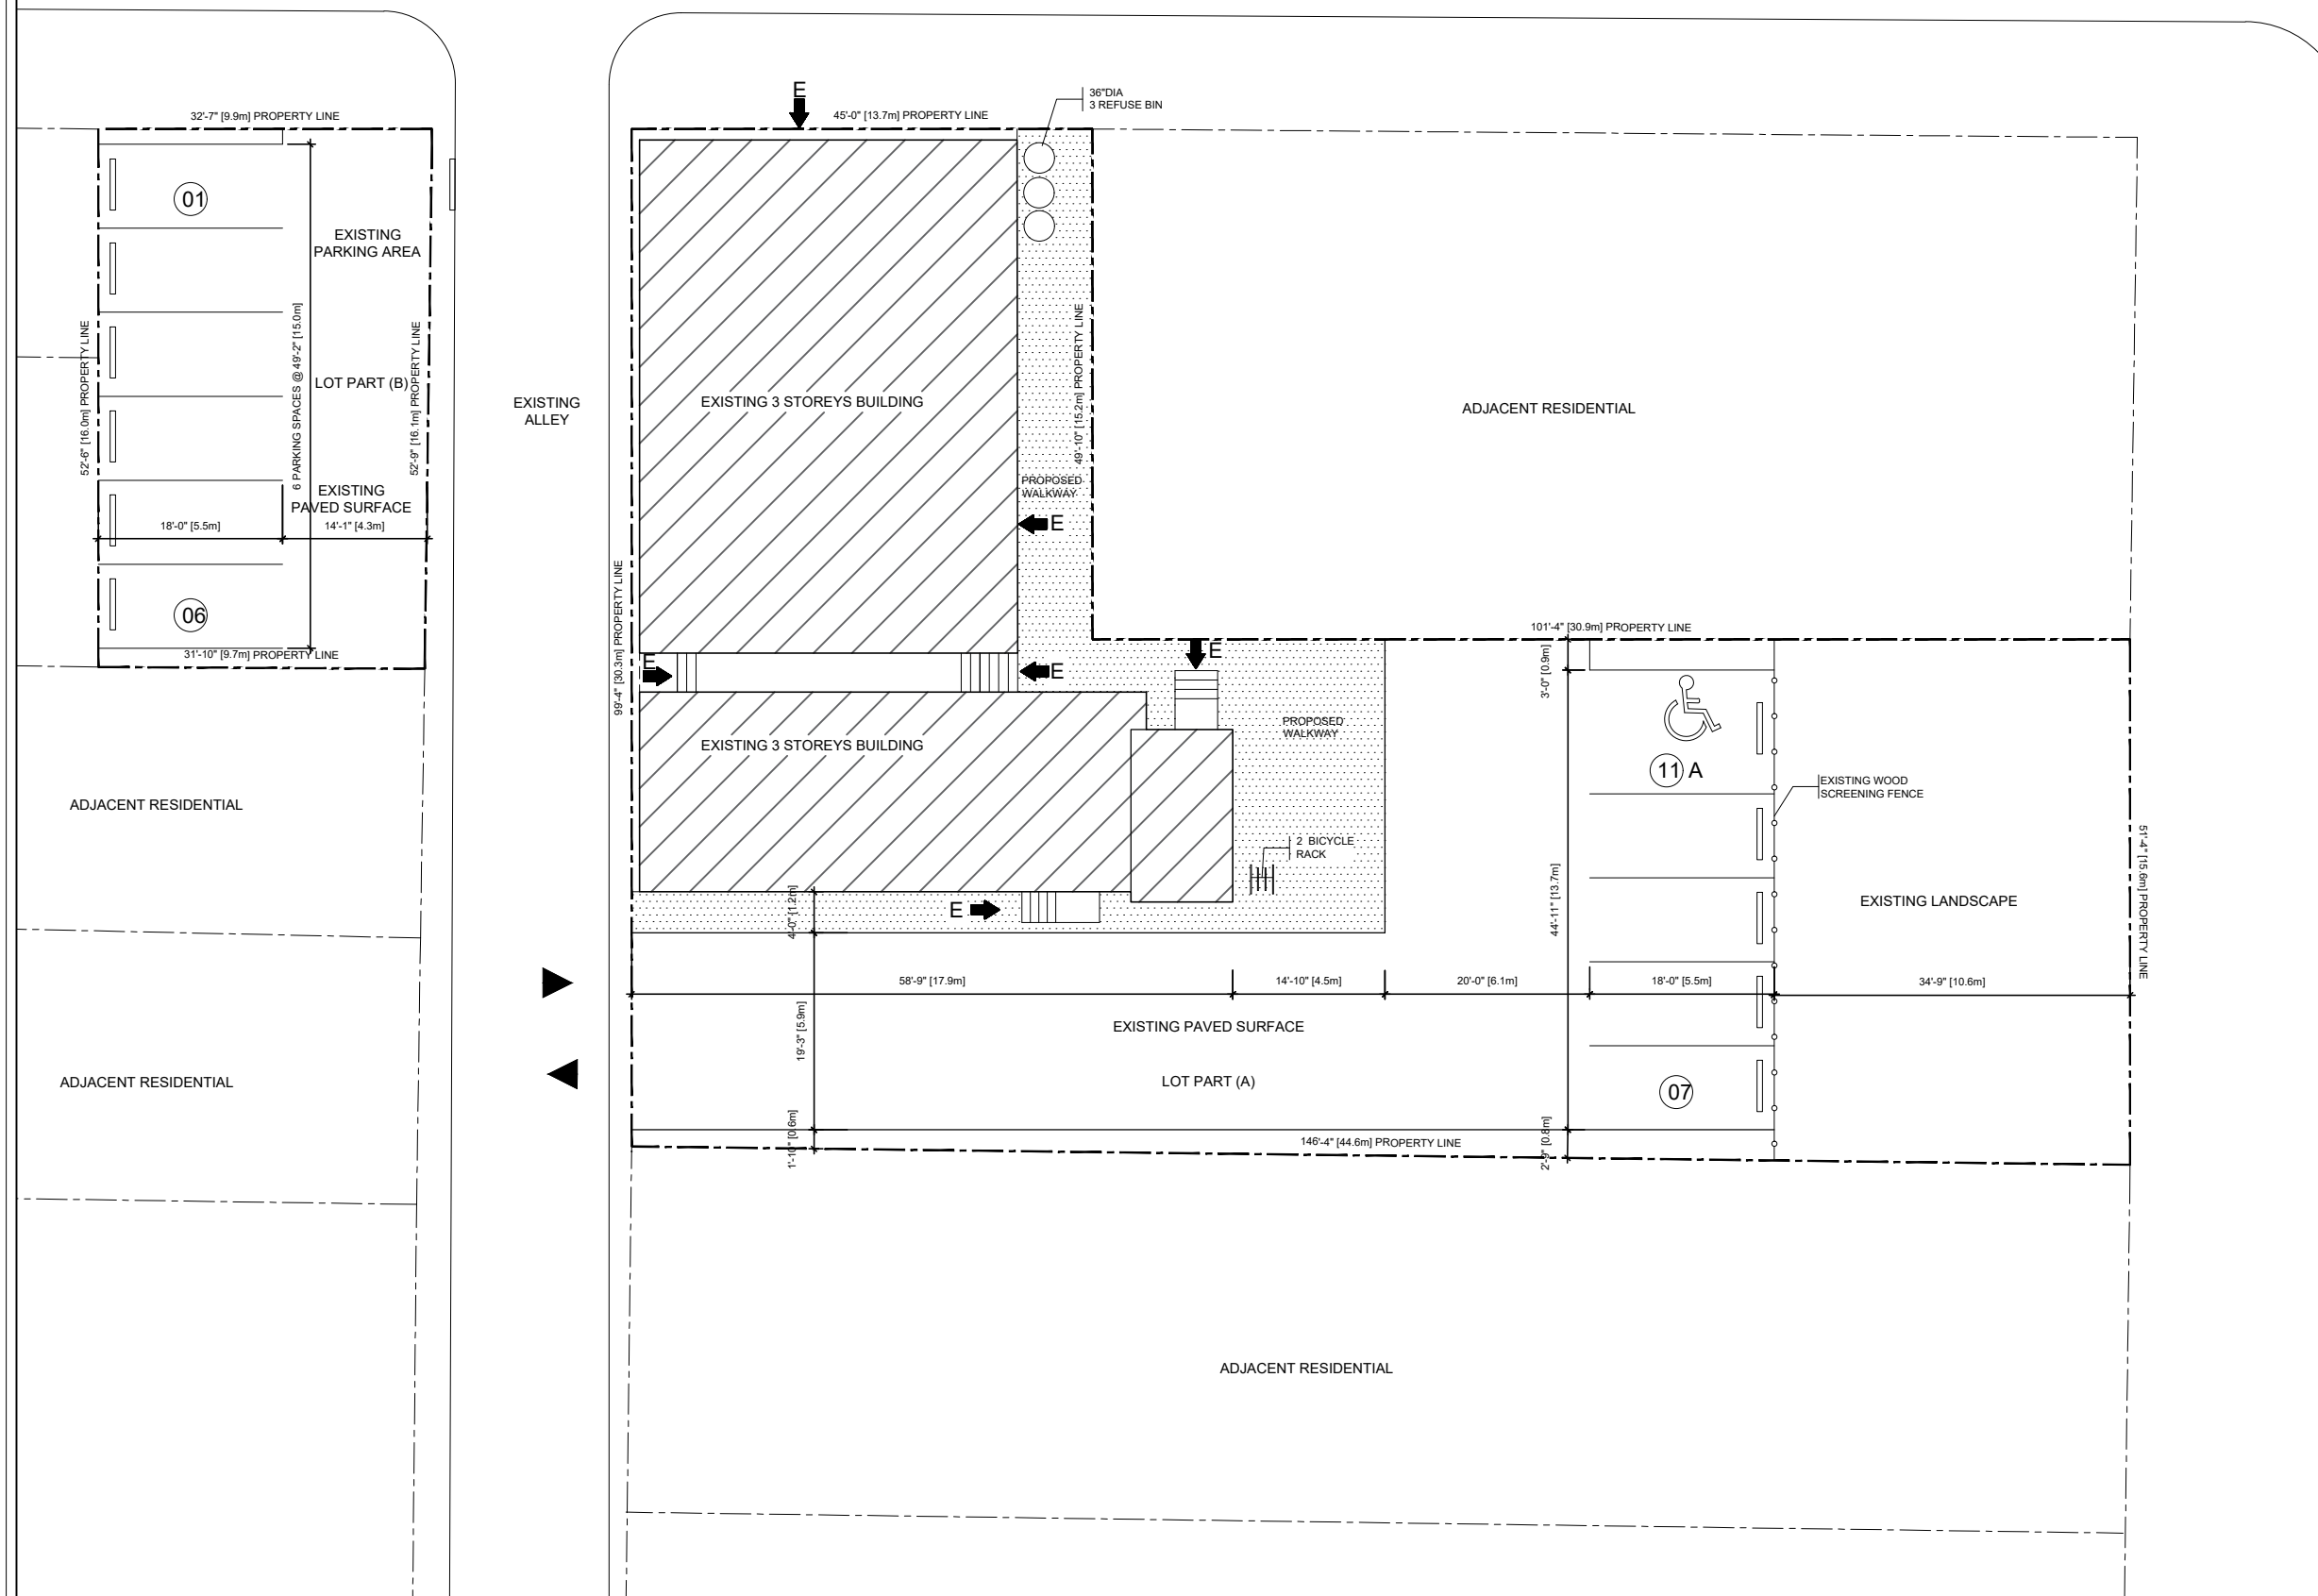 32'-7" [9.9m] PROPERTY LINE
01
EXISTING
PARKING AREA
52'-6" [16.0m] PROPERTY LINE
6 PARKING SPACES @ 49'-2" [15.0m]
LOT PART (B)
52'-9" [16.1m] PROPERTY LINE
EXISTING
PAVED SURFACE
18'-0" [5.5m]
14'-1" [4.3m]
06
31'-10" [9.7m] PROPERTY LINE
ADJACENT RESIDENTIAL
ADJACENT RESIDENTIAL
EXISTING
ALLEY
E
45'-0" [13.7m] PROPERTY LINE
36"DIA
3 REFUSE BIN
EXISTING 3 STOREYS BUILDING
49'-10" [15.2m] PROPERTY LINE
PROPOSED
WALKWAY
E
ADJACENT RESIDENTIAL
99'-4" [30.3m] PROPERTY LINE
E
E
E
101'-4" [30.9m] PROPERTY LINE
3'-0" [0.9m]
EXISTING 3 STOREYS BUILDING
PROPOSED
WALKWAY
11 A
EXISTING WOOD
SCREENING FENCE
2 BICYCLE
RACK
4'-0" [1.2m]
E
44'-11" [13.7m]
EXISTING LANDSCAPE
51'-4" [15.6m] PROPERTY LINE
58'-9" [17.9m]
14'-10" [4.5m]
20'-0" [6.1m]
18'-0" [5.5m]
34'-9" [10.6m]
19'-3" [5.9m]
EXISTING PAVED SURFACE
LOT PART (A)
07
1'-10" [0.6m]
146'-4" [44.6m] PROPERTY LINE
2'-9" [0.8m]
ADJACENT RESIDENTIAL